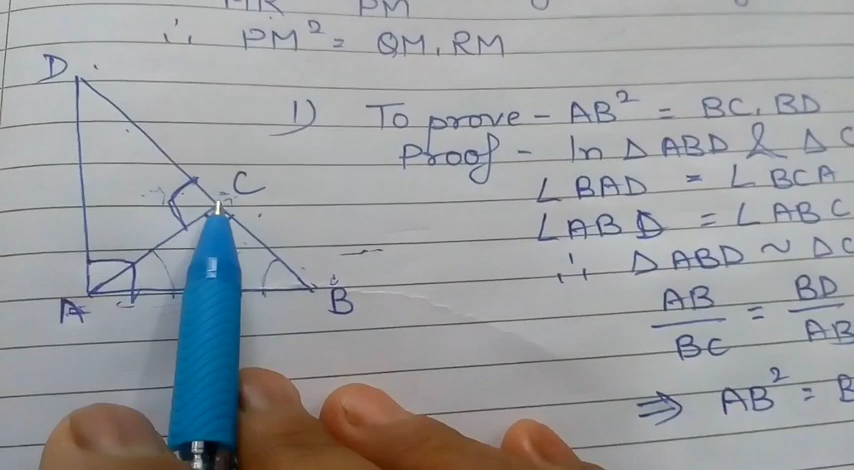 PM
∴ PM² = QM.RM
D
1) To prove - AB² = BC.BD
Proof - In △ABD & △C
C
∠BAD = ∠BCA
∠ABD = ∠ABC
∴ △ABD ~ △C
A
B
AB/BC = BD/AB
⇒ AB² = B